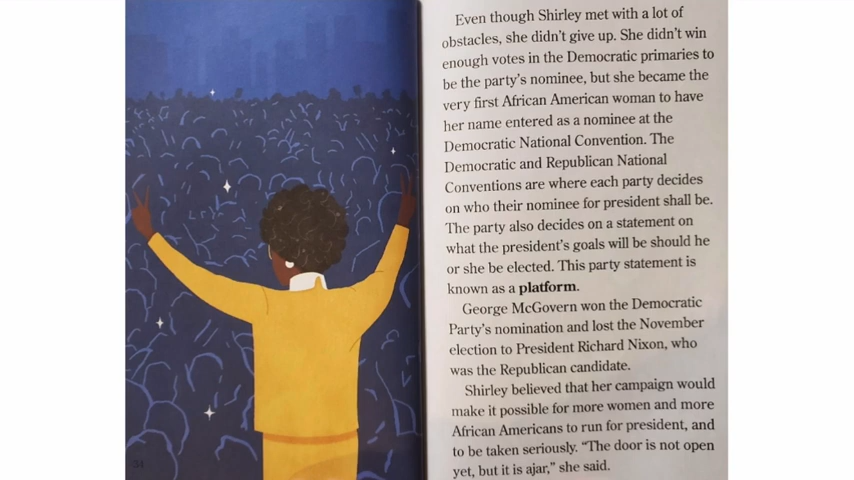 Even though Shirley met with a lot of
obstacles, she didn't give up. She didn't win
enough votes in the Democratic primaries to
be the party's nominee, but she became the
very first African American woman to have
her name entered as a nominee at the
Democratic National Convention. The
Democratic and Republican National
Conventions are where each party decides
on who their nominee for president shall be.
The party also decides on a statement on
what the president's goals will be should he
or she be elected. This party statement is
known as a platform.
George McGovern won the Democratic
Party's nomination and lost the November
election to President Richard Nixon, who
was the Republican candidate.
Shirley believed that her campaign would
make it possible for more women and more
African Americans to run for president, and
to be taken seriously. “The door is not open
yet, but it is ajar,” she said.